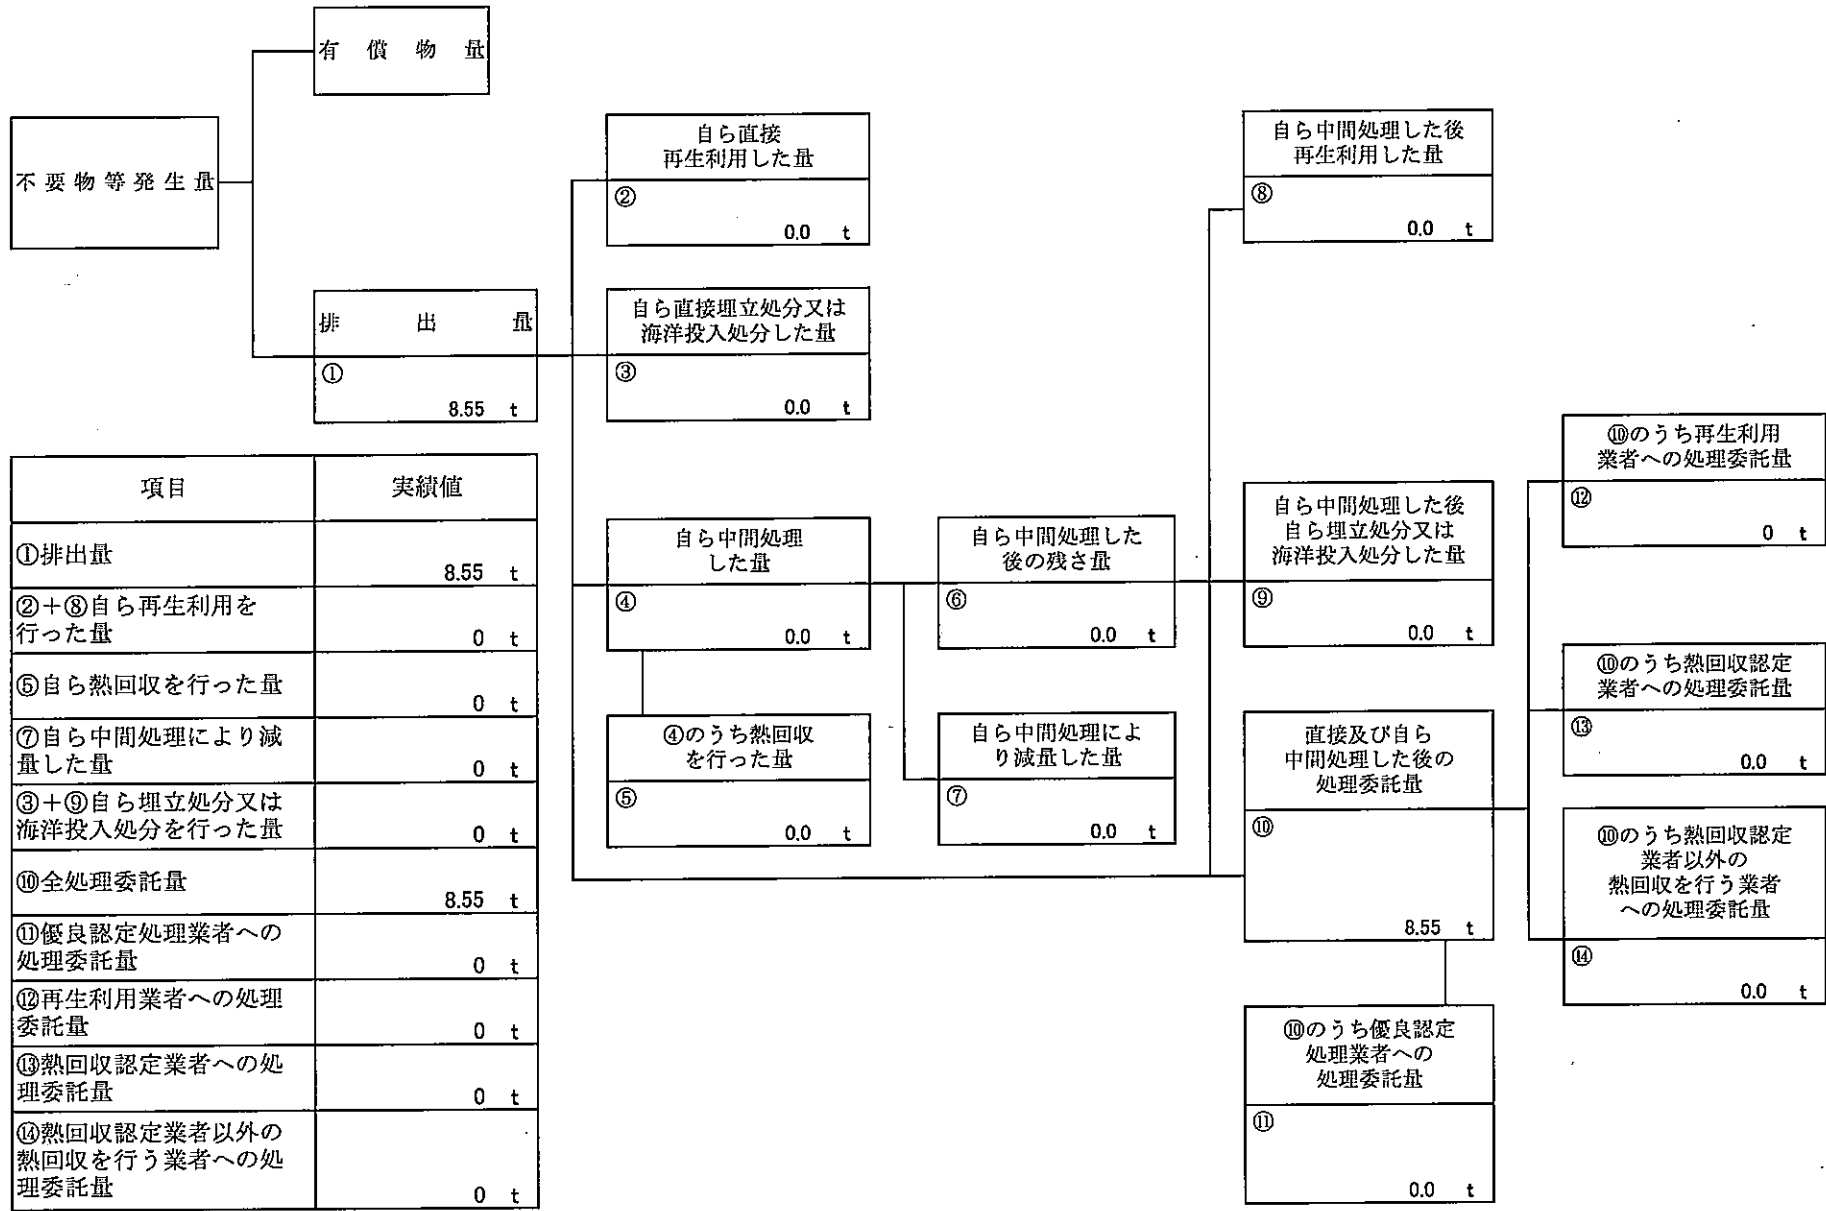 有償物量
不要物等発生量
排出量
①
8.55 t
自ら直接
再生利用した量
②
0.0 t
自ら直接埋立処分又は
海洋投入処分した量
③
0.0 t
自ら中間処理
した量
④
0.0 t
④のうち熱回収
を行った量
⑤
0.0 t
自ら中間処理した
後の残さ量
⑥
0.0 t
自ら中間処理によ
り減量した量
⑦
0.0 t
自ら中間処理した後
再生利用した量
⑧
0.0 t
自ら中間処理した後
自ら埋立処分又は
海洋投入処分した量
⑨
0.0 t
直接及び自ら
中間処理した後の
処理委託量
⑩
8.55 t
⑩のうち優良認定
処理業者への
処理委託量
⑪
0.0 t
⑩のうち再生利用
業者への処理委託量
⑫
0 t
⑩のうち熱回収認定
業者への処理委託量
⑬
0.0 t
⑩のうち熱回収認定
業者以外の
熱回収を行う業者
への処理委託量
⑭
0.0 t
項目 実績値
①排出量
8.55 t
②+⑧自ら再生利用を
行った量
0 t
⑤自ら熱回収を行った量
0 t
⑦自ら中間処理により減
量した量
0 t
③+⑨自ら埋立処分又は
海洋投入処分を行った量
0 t
⑩全処理委託量
8.55 t
⑪優良認定処理業者への
処理委託量
0 t
⑫再生利用業者への処理
委託量
0 t
⑬熱回収認定業者への処
理委託量
0 t
⑭熱回収認定業者以外の
熱回収を行う業者への処
理委託量
0 t